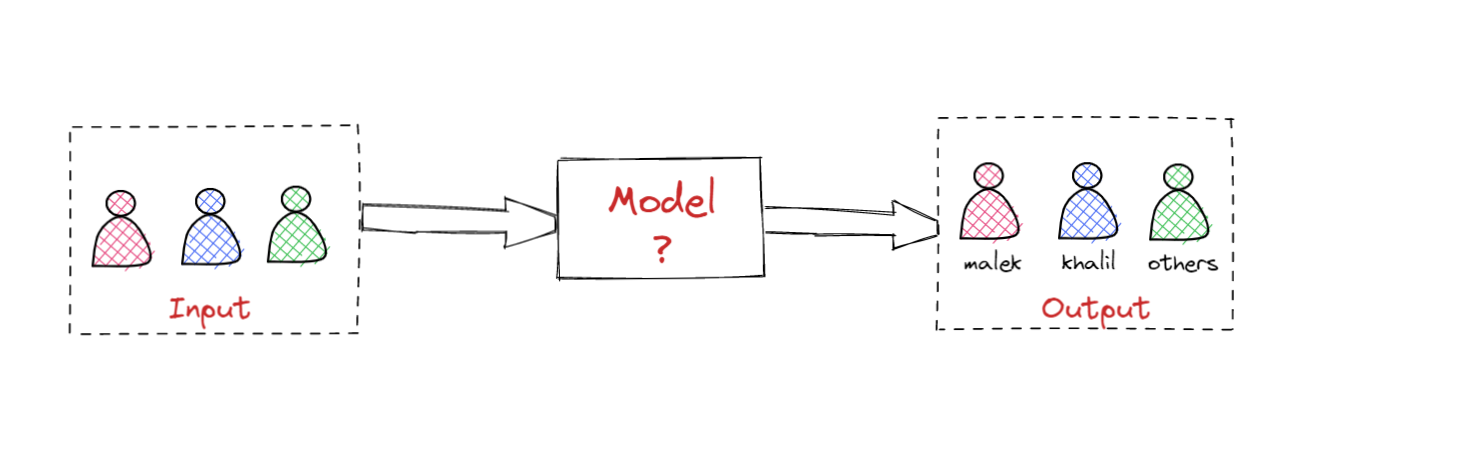 Input
Model
?
malek khalil others
Output